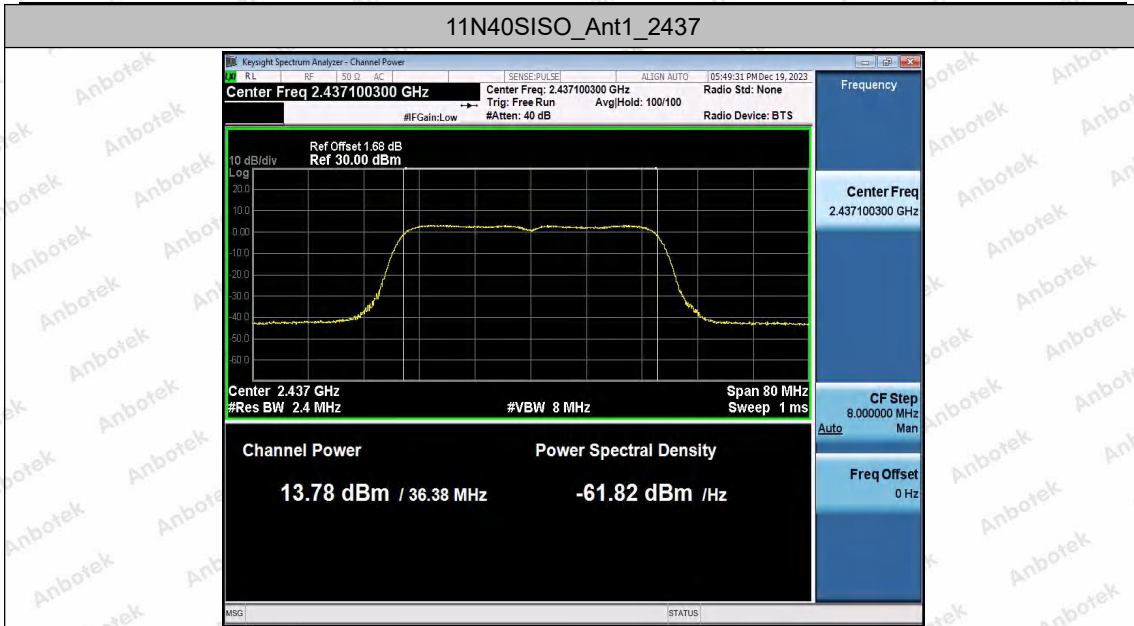 11N40SISO_Ant1_2437
Keysight Spectrum Analyzer - Channel Power
RL RF 50 Ω AC SENSE:PULSE ALIGN AUTO 05:49:31 PM Dec 19, 2023
Center Freq 2.437100300 GHz
Center Freq: 2.437100300 GHz
Radio Std: None
Trig: Free Run Avg|Hold: 100/100
#IFGain:Low
#Atten: 40 dB
Radio Device: BTS
Ref Offset 1.68 dB
10 dB/div Ref 30.00 dBm
Log
20.0
10.0
0.00
-10.0
-20.0
-30.0
-40.0
-50.0
-60.0
Center 2.437 GHz
Span 80 MHz
#Res BW 2.4 MHz
#VBW 8 MHz
Sweep 1 ms
Channel Power
Power Spectral Density
13.78 dBm / 36.38 MHz
-61.82 dBm /Hz
MSG
STATUS
Frequency
Center Freq
2.437100300 GHz
CF Step
8.000000 MHz
Auto Man
Freq Offset
0 Hz
Anbotek